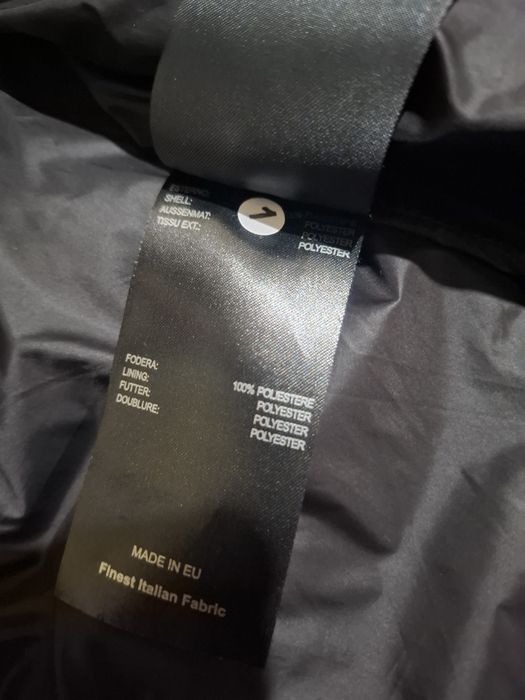 ESTERNO:
SHELL: POLYESTER
AUSSENMAT: POLYESTER
TISSU EXT.: POLYESTER
FODERA: 100% POLIESTERE
LINING: POLYESTER
FUTTER: POLYESTER
DOUBLURE: POLYESTER
MADE IN EU
Finest Italian Fabric